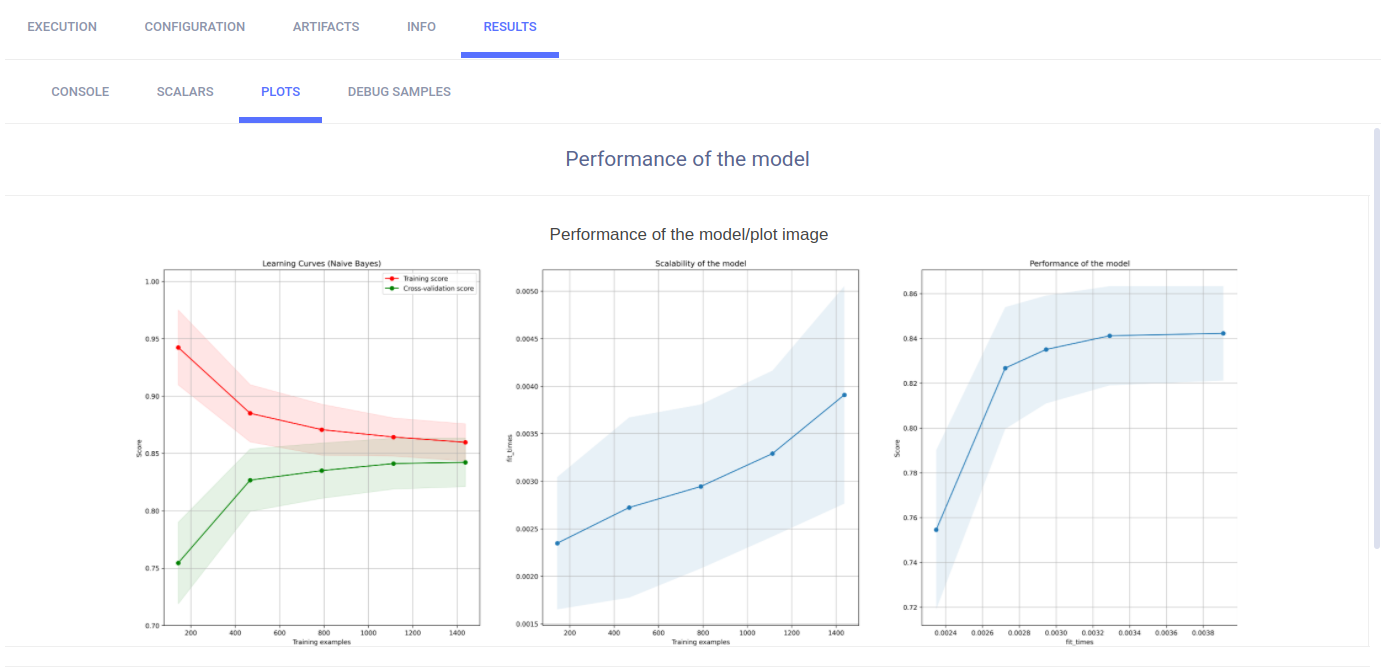 EXECUTION CONFIGURATION ARTIFACTS INFO RESULTS
CONSOLE SCALARS PLOTS DEBUG SAMPLES
Performance of the model
Performance of the model/plot image
Learning Curves (Naive Bayes)
Training score
Cross-validation score
Score
1.00
0.95
0.90
0.85
0.80
0.75
0.70
200 400 600 800 1000 1200 1400
Training examples
Scalability of the model
fit_times
0.0050
0.0045
0.0040
0.0035
0.0030
0.0025
0.0020
0.0015
200 400 600 800 1000 1200 1400
Training examples
Performance of the model
Score
0.86
0.84
0.82
0.80
0.78
0.76
0.74
0.72
0.0024 0.0026 0.0028 0.0030 0.0032 0.0034 0.0036 0.0038
fit_times